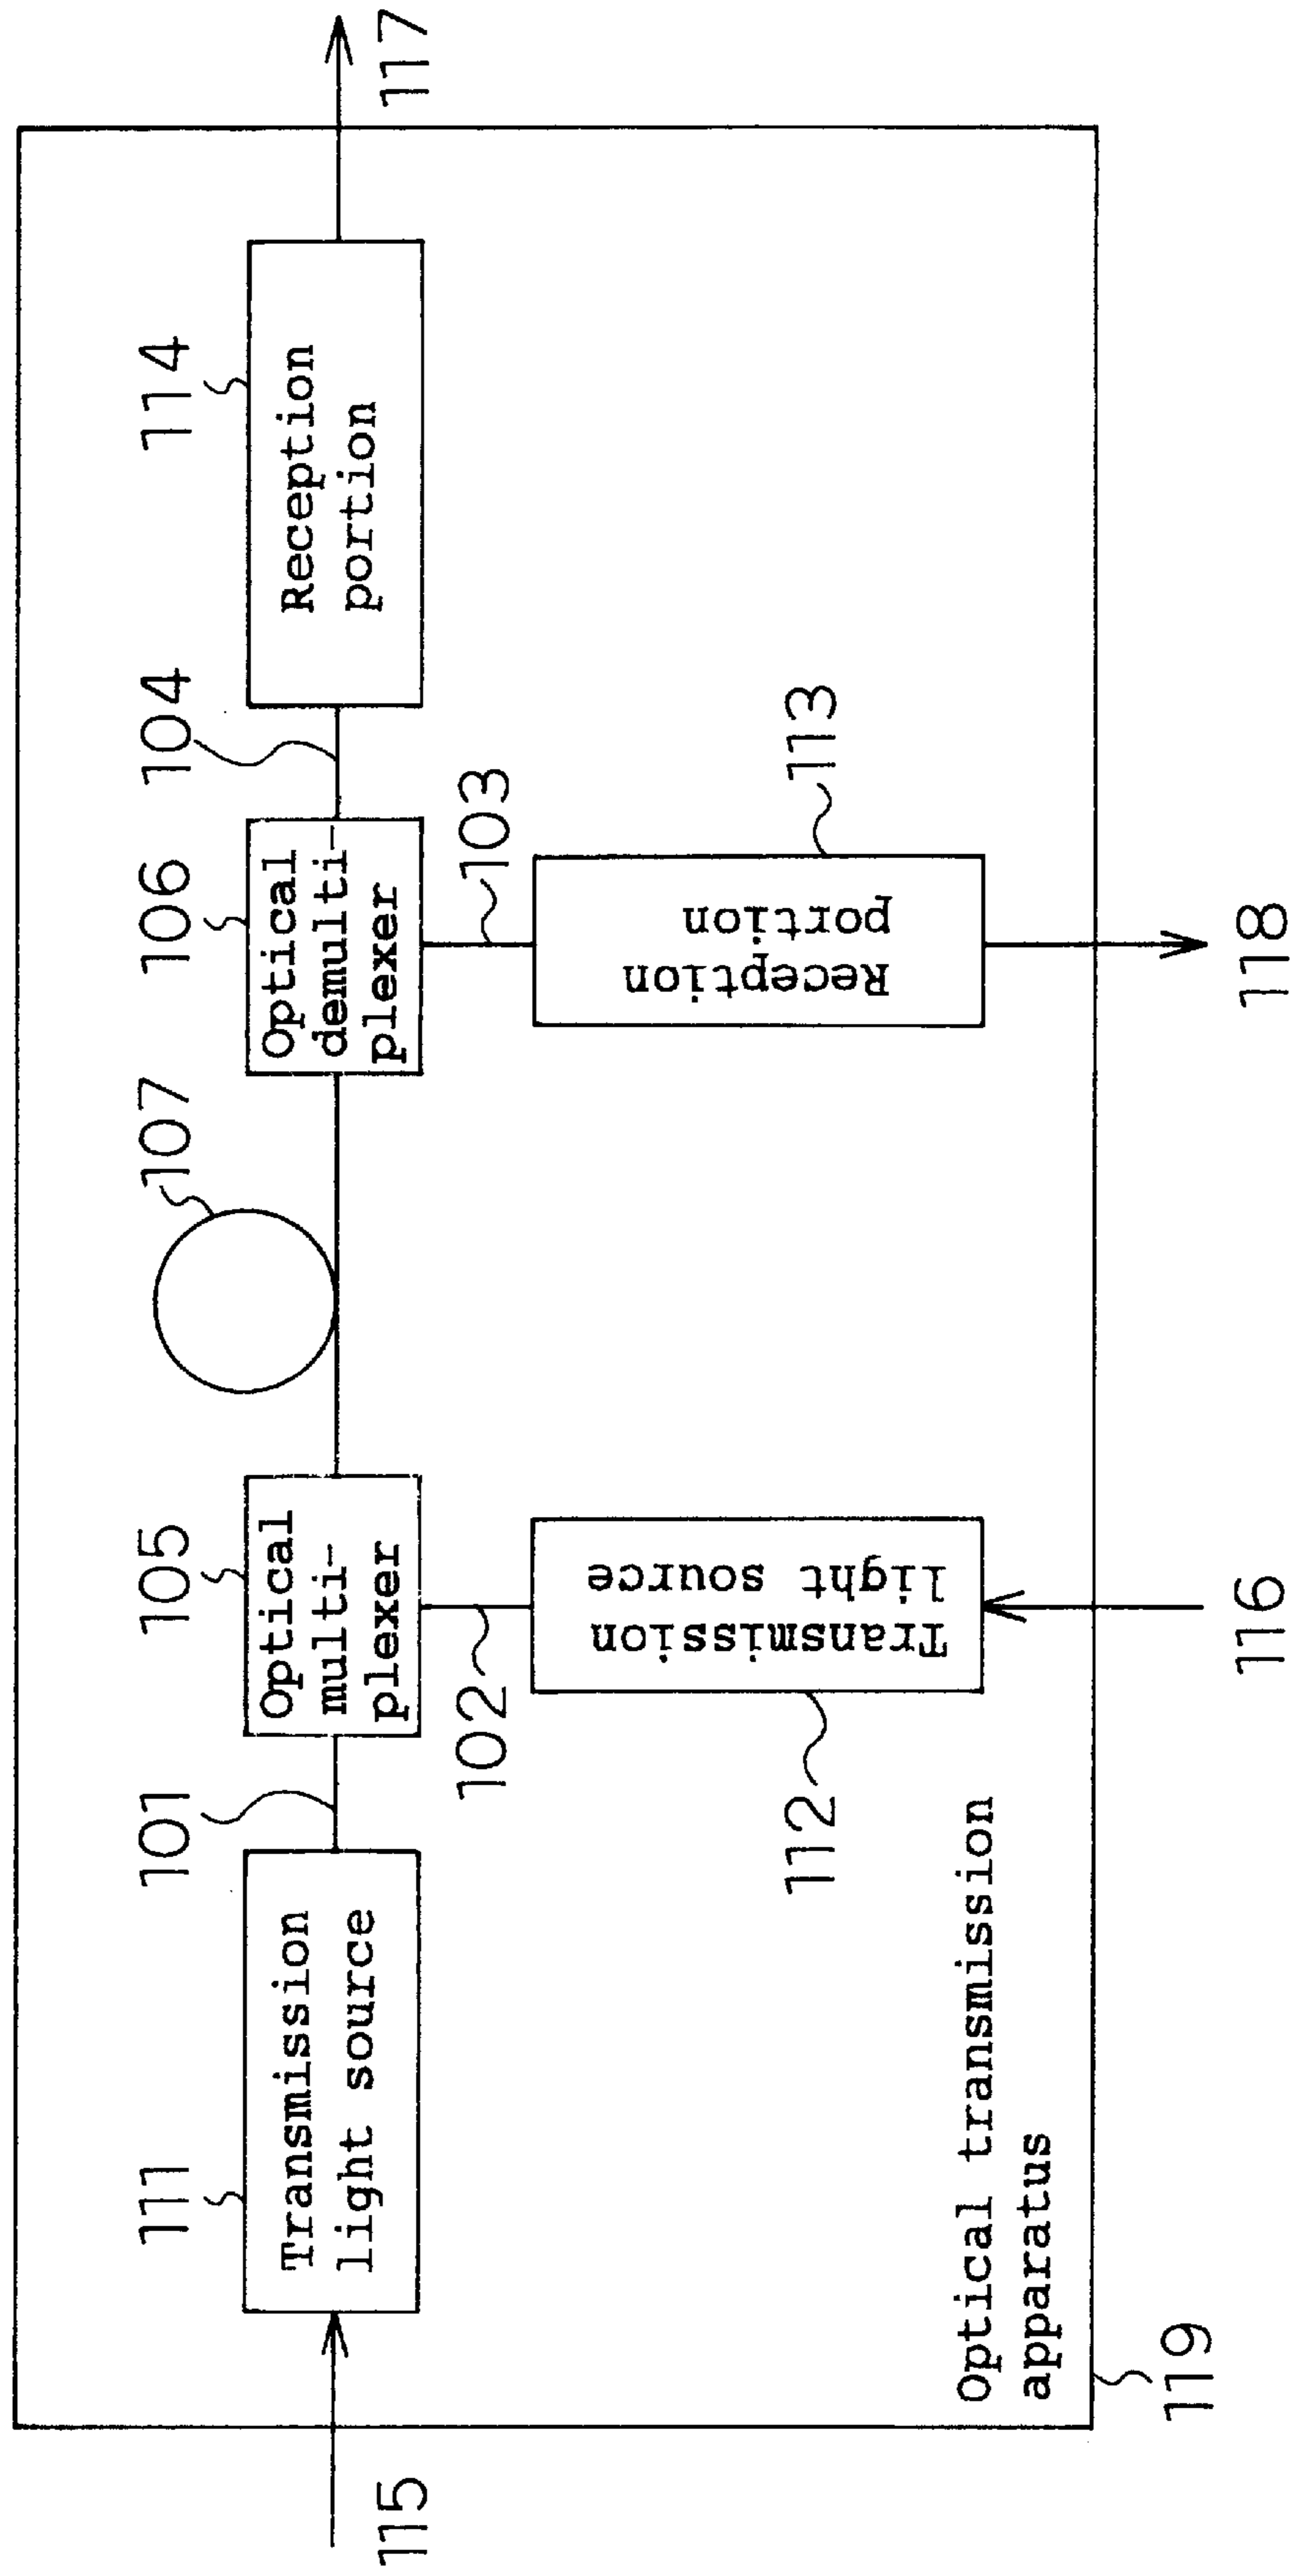 111
101
105
107
106
104
114
Transmission
light source
Optical
multi-
plexer
Optical
demulti-
plexer
Reception
portion
115
117
102
103
112
Transmission
light source
Reception
portion
113
Optical transmission
apparatus
119
116
118